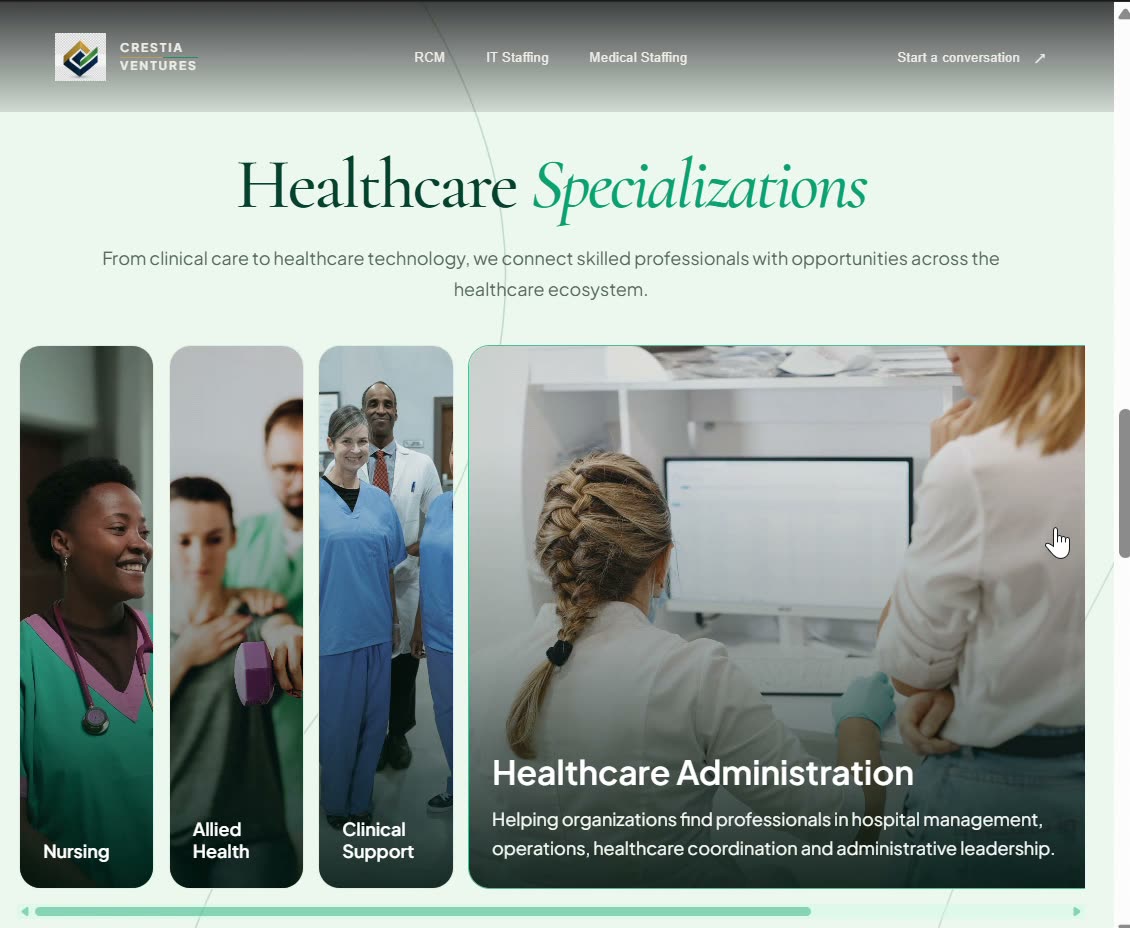 CRESTIA
VENTURES
RCM
IT Staffing
Medical Staffing
Start a conversation ↗
Healthcare Specializations
From clinical care to healthcare technology, we connect skilled professionals with opportunities across the
healthcare ecosystem.
Nursing
Allied
Health
Clinical
Support
Healthcare Administration
Helping organizations find professionals in hospital management,
operations, healthcare coordination and administrative leadership.